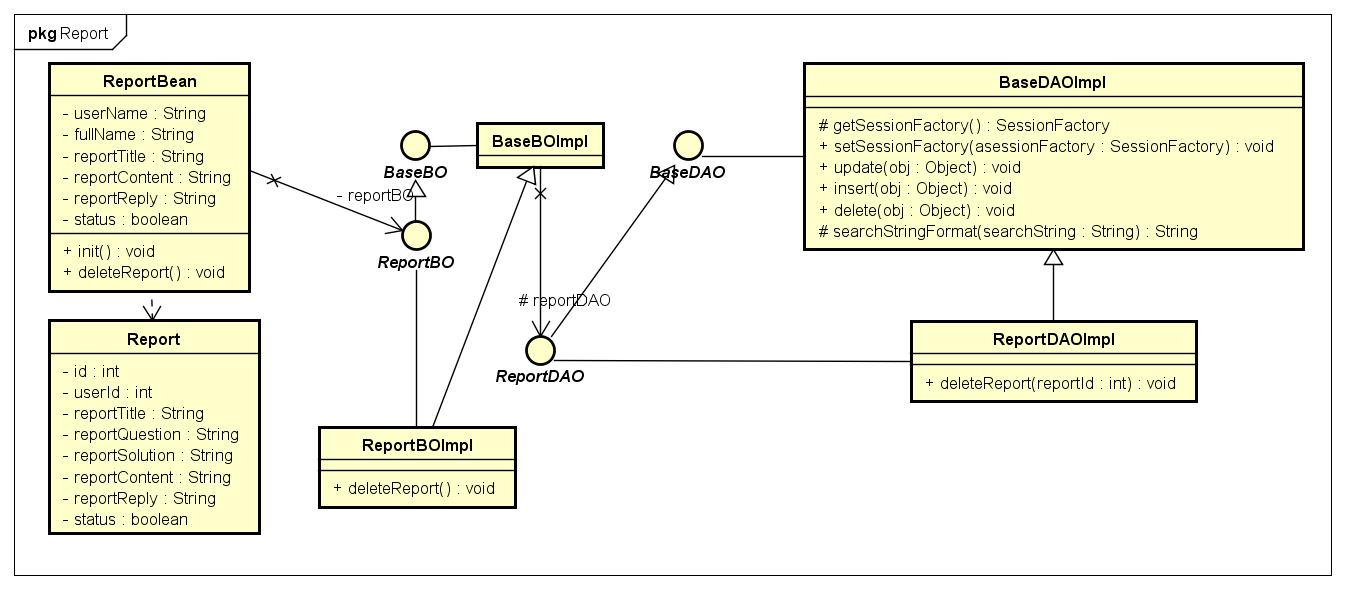 pkg Report
ReportBean
- userName : String
- fullName : String
- reportTitle : String
- reportContent : String
- reportReply : String
- status : boolean
+ init() : void
+ deleteReport() : void
Report
- id : int
- userId : int
- reportTitle : String
- reportQuestion : String
- reportSolution : String
- reportContent : String
- reportReply : String
- status : boolean
BaseBO
- reportBO
ReportBO
BaseBOImpl
# reportDAO
ReportDAO
ReportBOImpl
+ deleteReport() : void
BaseDAO
BaseDAOImpl
# getSessionFactory() : SessionFactory
+ setSessionFactory(asessionFactory : SessionFactory) : void
+ update(obj : Object) : void
+ insert(obj : Object) : void
+ delete(obj : Object) : void
# searchStringFormat(searchString : String) : String
ReportDAOImpl
+ deleteReport(reportId : int) : void